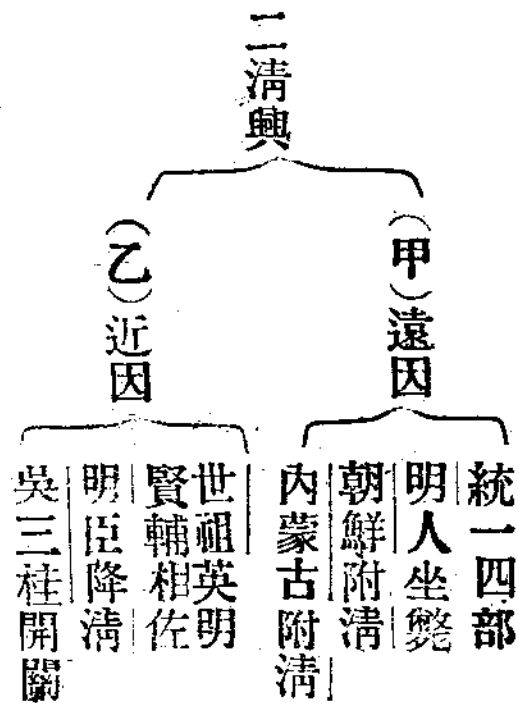 二清興
(甲)遠因
統一四部
明人坐斃
朝鮮附清
內蒙古附清
(乙)近因
世祖英明
賢輔相佐
明臣降清
吳三桂開關